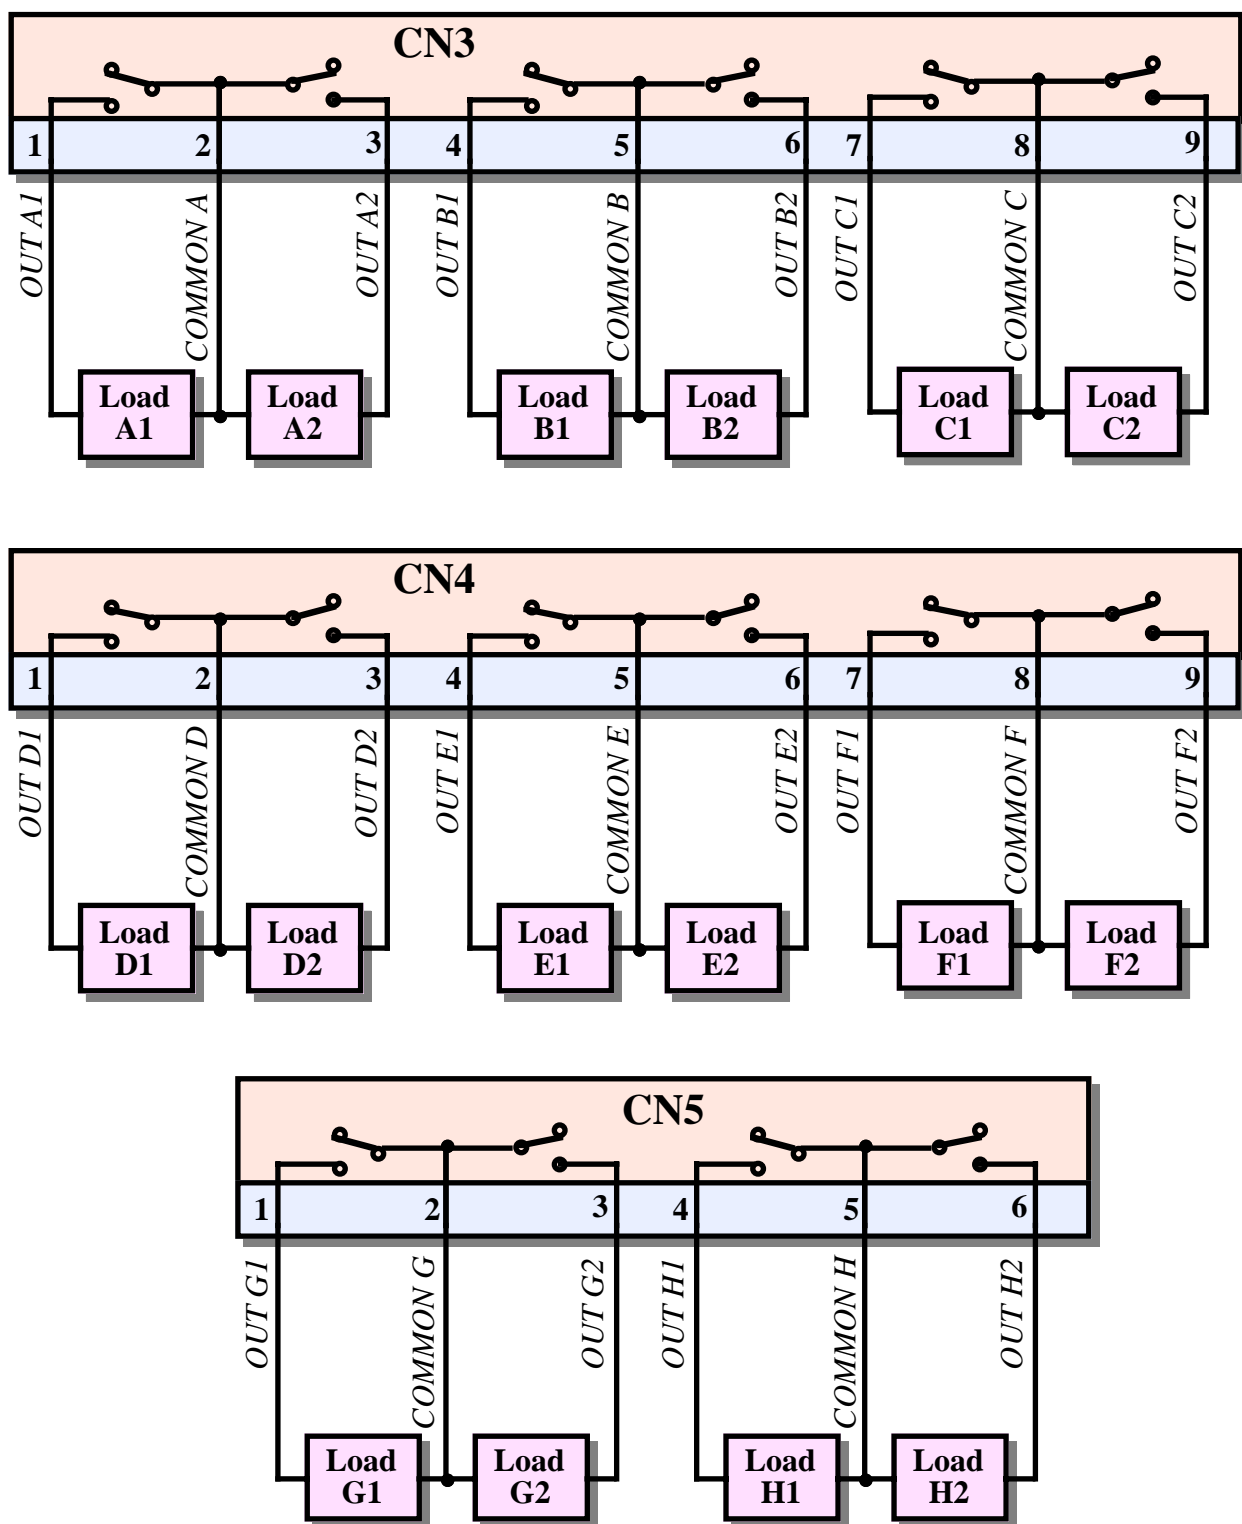 CN3
1 2 3 4 5 6 7 8 9
OUT A1 COMMON A OUT A2 OUT B1 COMMON B OUT B2 OUT C1 COMMON C OUT C2
Load Load Load Load Load Load
A1 A2 B1 B2 C1 C2
CN4
1 2 3 4 5 6 7 8 9
OUT D1 COMMON D OUT D2 OUT E1 COMMON E OUT E2 OUT F1 COMMON F OUT F2
Load Load Load Load Load Load
D1 D2 E1 E2 F1 F2
CN5
1 2 3 4 5 6
OUT G1 COMMON G OUT G2 OUT H1 COMMON H OUT H2
Load Load Load Load
G1 G2 H1 H2